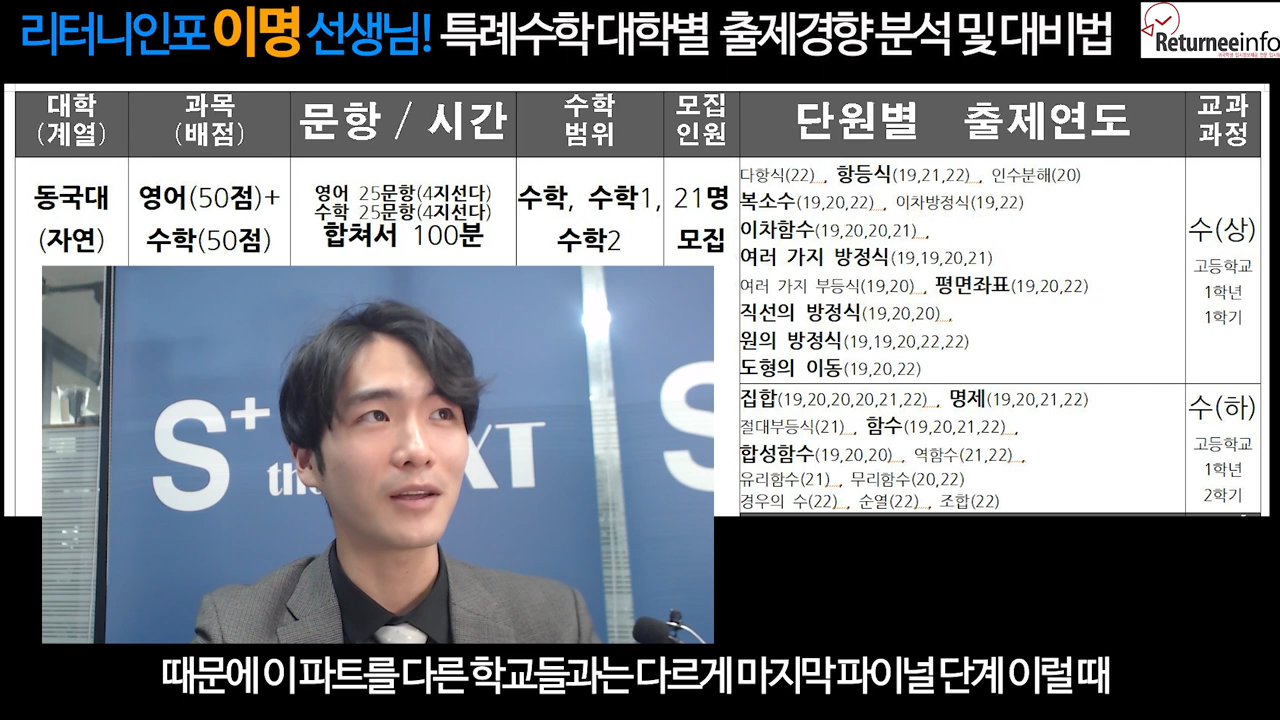 리터니인포 이명 선생님! 특례수학 대학별 출제경향 분석 및 대비법
Returneeinfo
대학
(계열)
과목
(배점)
문항 / 시간
수학
범위
모집
인원
단원별 출제연도
교과
과정
동국대
(자연)
영어(50점)+
수학(50점)
영어 25문항(4지선다)
수학 25문항(4지선다)
합쳐서 100분
수학, 수학1,
수학2
21명
모집
다항식(22), 항등식(19,21,22), 인수분해(20)
복소수(19,20,22), 이차방정식(19,22)
이차함수(19,20,20,21),
여러 가지 방정식(19,19,20,21)
여러 가지 부등식(19,20), 평면좌표(19,20,22)
직선의 방정식(19,20,20),
원의 방정식(19,19,20,22,22)
도형의 이동(19,20,22)
수(상)
고등학교
1학년
1학기
집합(19,20,20,20,21,22), 명제(19,20,21,22)
절대부등식(21), 함수(19,20,21,22),
합성함수(19,20,20), 역함수(21,22),
유리함수(21), 무리함수(20,22)
경우의 수(22), 순열(22), 조합(22)
수(하)
고등학교
1학년
2학기
S+
S
때문에 이 파트를 다른 학교들과는 다르게 마지막 파이널 단계 이럴 때